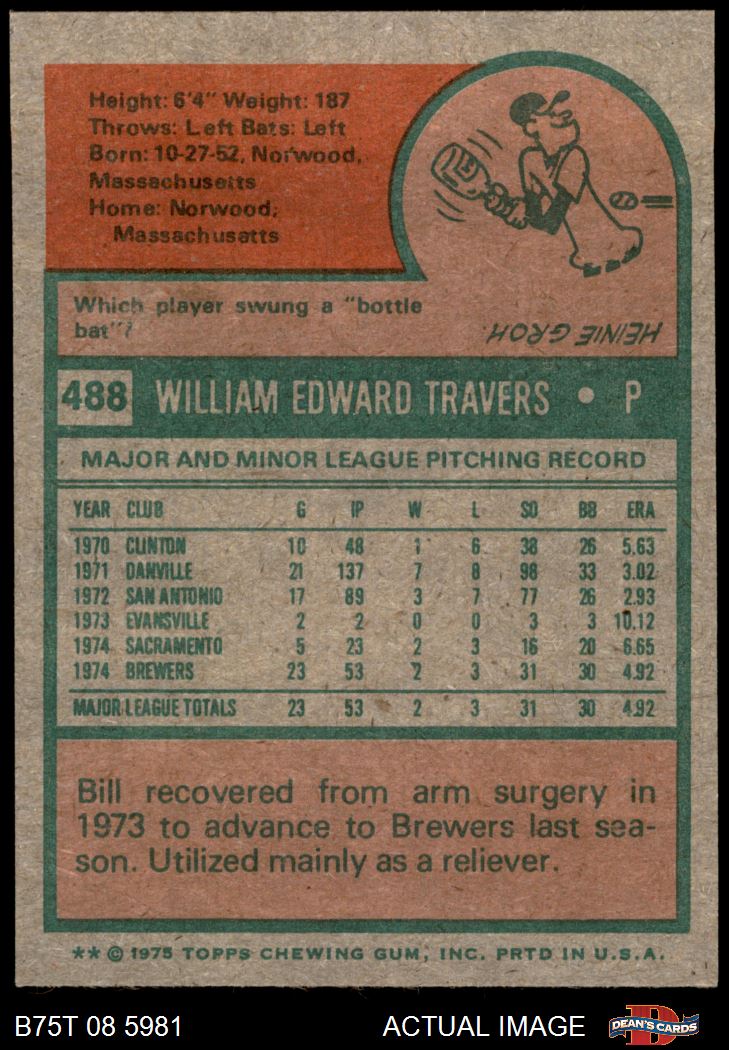 Height: 6'4" Weight: 187
Throws: Left Bats: Left
Born: 10-27-52, Norwood,
Massachusetts
Home: Norwood,
Massachusetts
Which player swung a "bottle
bat"?
HEINIE GROH.
488 WILLIAM EDWARD TRAVERS • P
MAJOR AND MINOR LEAGUE PITCHING RECORD
YEAR CLUB G IP W L SO BB ERA
1970 CLINTON 10 48 1 6 38 26 5.63
1971 DANVILLE 21 137 7 8 98 33 3.02
1972 SAN ANTONIO 17 89 3 7 77 26 2.93
1973 EVANSVILLE 2 2 0 0 3 3 10.12
1974 SACRAMENTO 5 23 2 3 16 20 6.65
1974 BREWERS 23 53 2 3 31 30 4.92
MAJOR LEAGUE TOTALS 23 53 2 3 31 30 4.92
Bill recovered from arm surgery in
1973 to advance to Brewers last sea-
son. Utilized mainly as a reliever.
** © 1975 TOPPS CHEWING GUM, INC. PRTD IN U.S.A.
B75T 08 5981 ACTUAL IMAGE DEAN'S CARDS